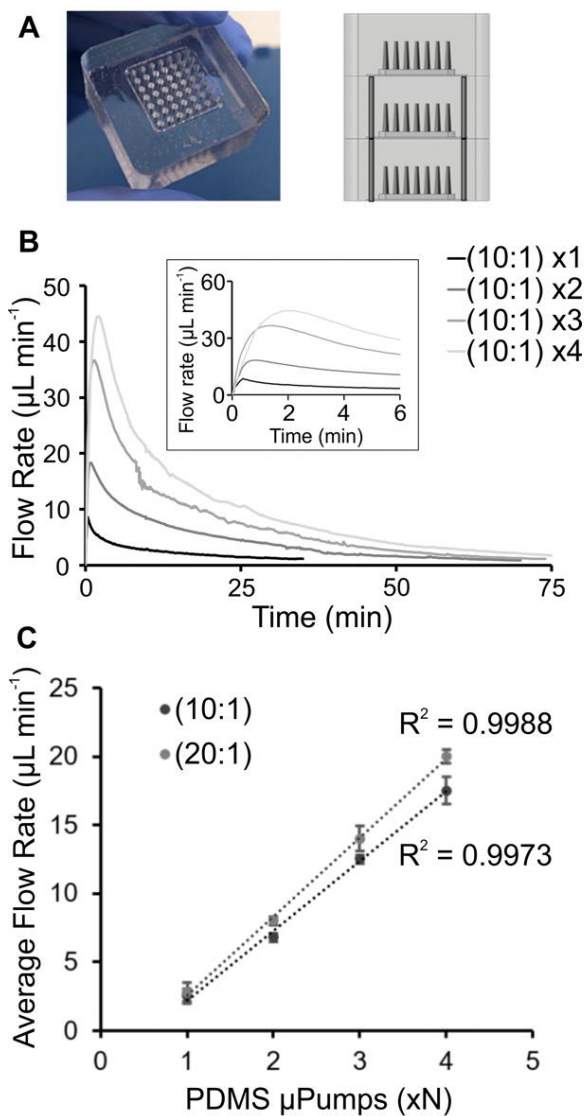 A
B
50
40
30
20
10
0
Flow Rate (µL min⁻¹)
0
25
50
75
Time (min)
60
30
0
Flow rate (µL min⁻¹)
0
2
4
6
Time (min)
(10:1) x1
(10:1) x2
(10:1) x3
(10:1) x4
C
25
20
15
10
5
0
Average Flow Rate (µL min⁻¹)
(10:1)
(20:1)
R² = 0.9988
R² = 0.9973
0
1
2
3
4
5
PDMS µPumps (xN)